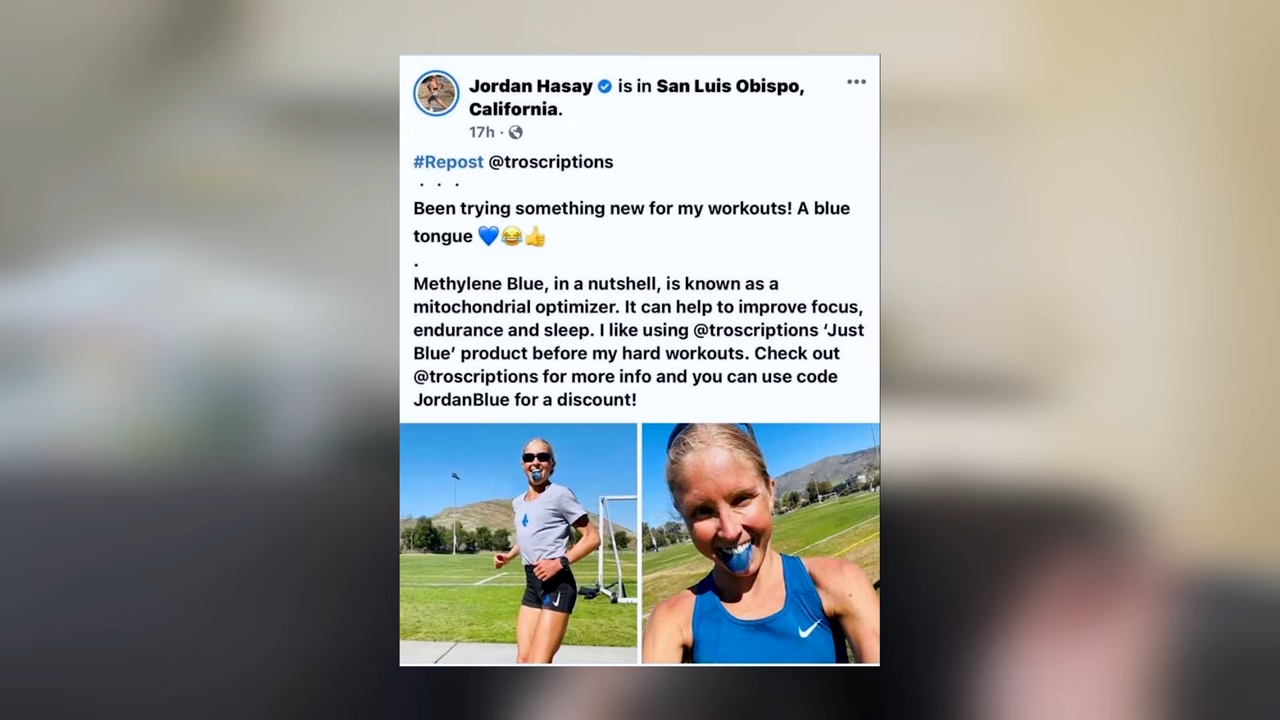 Jordan Hasay is in San Luis Obispo,
California.
17h ·
#Repost @troscriptions
. . .
Been trying something new for my workouts! A blue
tongue 💙😂👍
.
Methylene Blue, in a nutshell, is known as a
mitochondrial optimizer. It can help to improve focus,
endurance and sleep. I like using @troscriptions ‘Just
Blue’ product before my hard workouts. Check out
@troscriptions for more info and you can use code
JordanBlue for a discount!